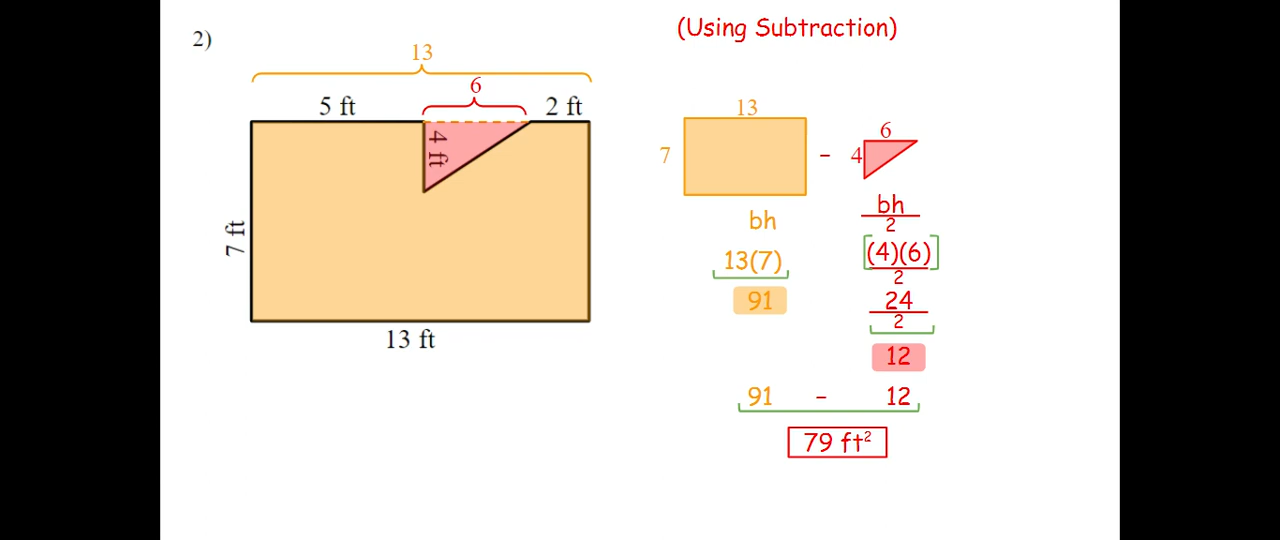 (Using Subtraction)
2)
13
6
5 ft
2 ft
4 ft
7 ft
13 ft
13
7
-
6
4
bh
13(7)
91
bh
2
[(4)(6)]
2
24
2
12
91 - 12
79 ft²